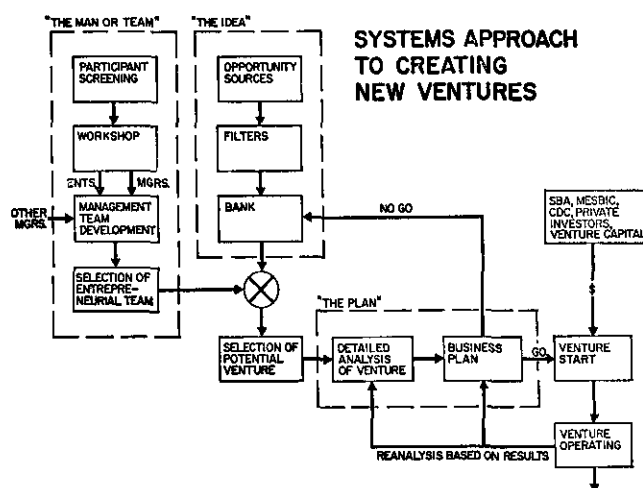 "THE MAN OR TEAM"
"THE IDEA"
SYSTEMS APPROACH
TO CREATING
NEW VENTURES
PARTICIPANT
SCREENING
OPPORTUNITY
SOURCES
WORKSHOP
FILTERS
ENTS.
MGRS.
OTHER
MGRS.
MANAGEMENT
TEAM
DEVELOPMENT
BANK
NO GO
SBA, MESBIC,
CDC, PRIVATE
INVESTORS,
VENTURE CAPITAL
SELECTION OF
ENTREPRE-
NEURIAL TEAM
$
"THE PLAN"
SELECTION OF
POTENTIAL
VENTURE
DETAILED
ANALYSIS
OF VENTURE
BUSINESS
PLAN
GO
VENTURE
START
VENTURE
OPERATING
REANALYSIS BASED ON RESULTS